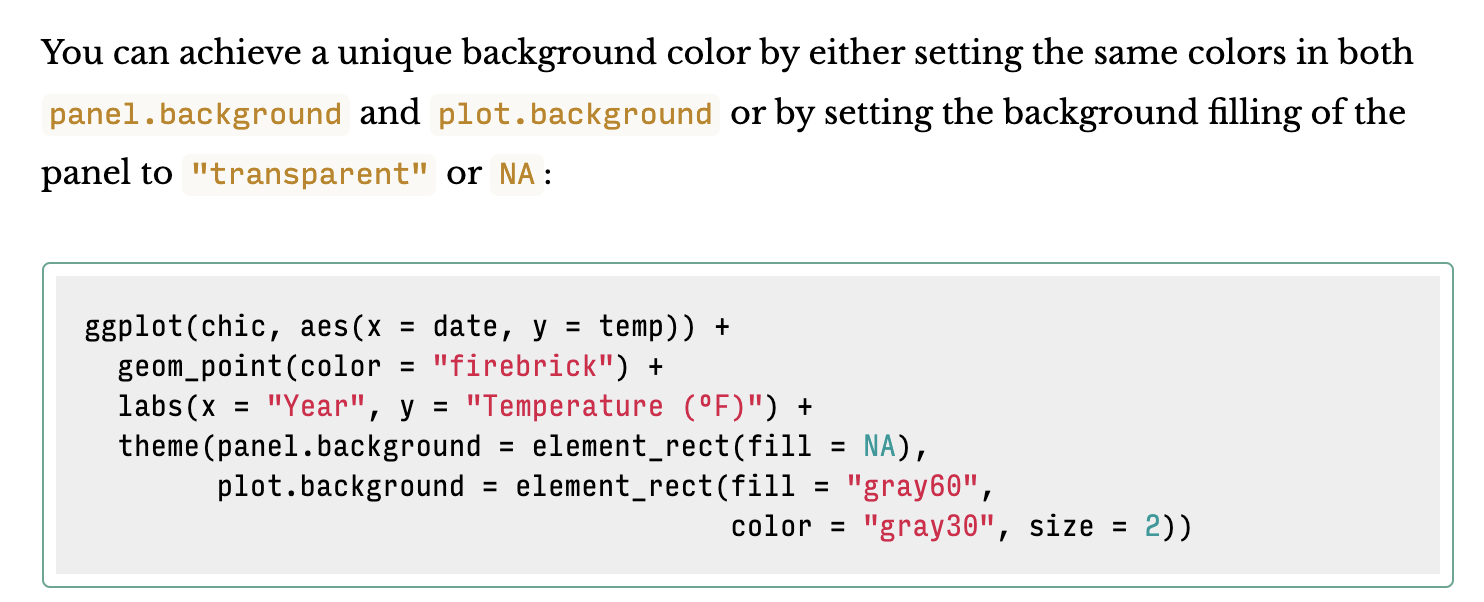 You can achieve a unique background color by either setting the same colors in both
panel.background and plot.background or by setting the background filling of the
panel to "transparent" or NA:
ggplot(chic, aes(x = date, y = temp)) +
  geom_point(color = "firebrick") +
  labs(x = "Year", y = "Temperature (°F)") +
  theme(panel.background = element_rect(fill = NA),
        plot.background = element_rect(fill = "gray60",
                                       color = "gray30", size = 2))